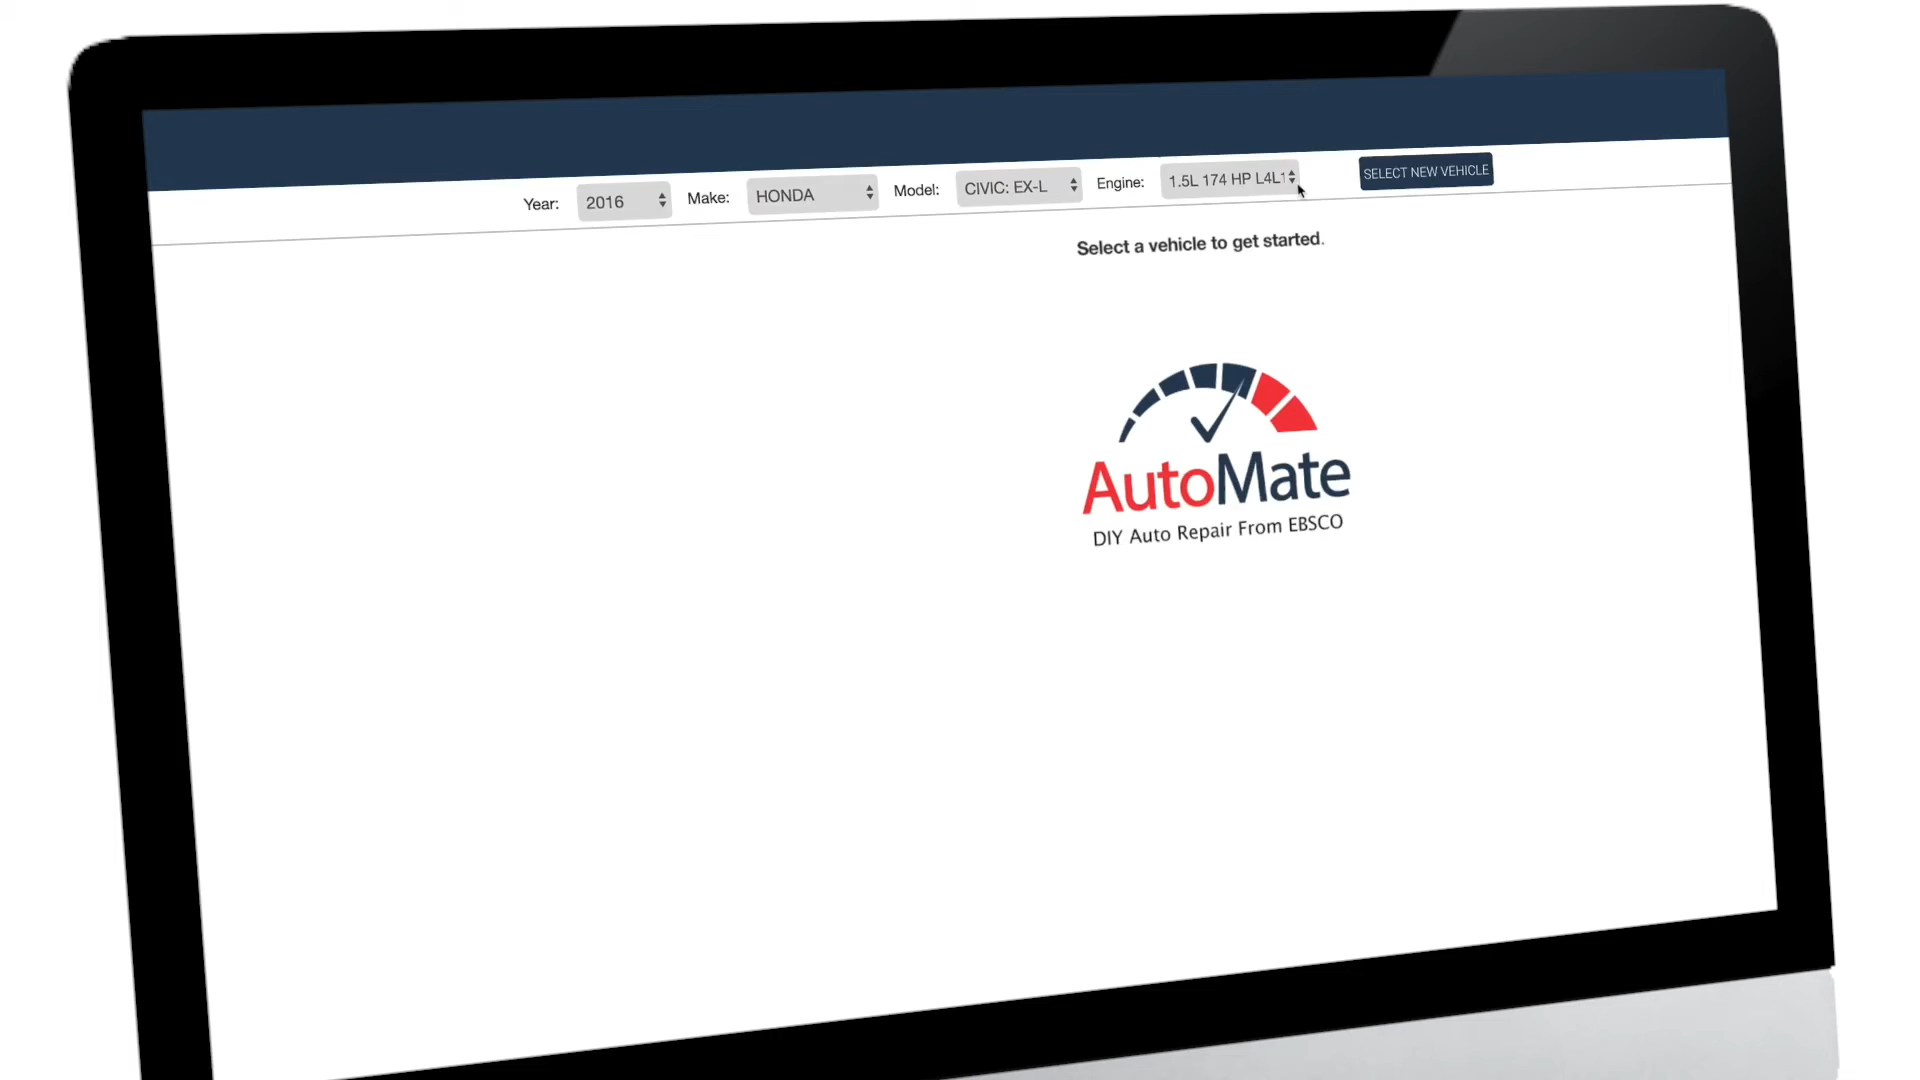 Year: 2016 Make: HONDA Model: CIVIC: EX-L Engine: 1.5L 174 HP L4L1 SELECT NEW VEHICLE
Select a vehicle to get started.
AutoMate
DIY Auto Repair From EBSCO